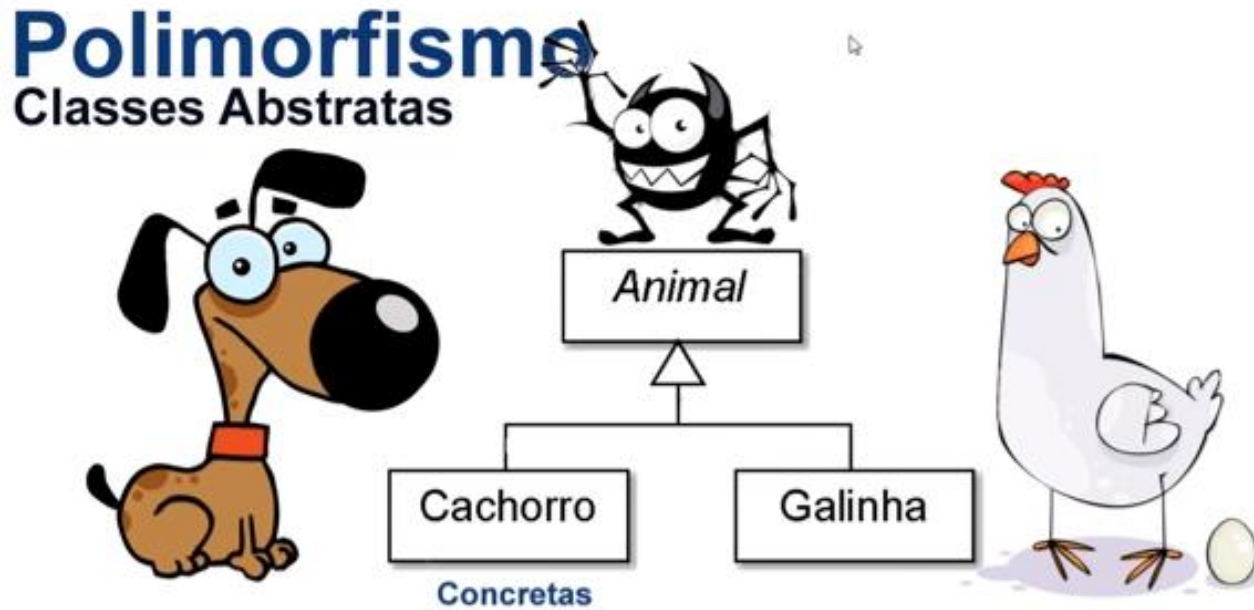 Polimorfismo
Classes Abstratas
Animal
Cachorro
Galinha
Concretas